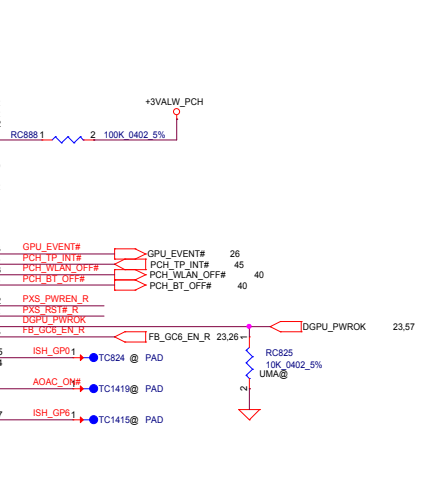 +3VALW_PCH
RC888 1 2 100K_0402_5%
GPU_EVENT# GPU_EVENT# 26
PCH_TP_INT# PCH_TP_INT# 45
PCH_WLAN_OFF# PCH_WLAN_OFF# 40
PCH_BT_OFF# PCH_BT_OFF# 40
PXS_PWREN_R
PXS_RST#_R
DGPU_PWROK DGPU_PWROK 23,57
FB_GC6_EN_R FB_GC6_EN_R 23,26 1
ISH_GP0 1 TC824 @ PAD
RC825
10K_0402_5%
UMA@
2
AOAC_ON# 1 TC1419@ PAD
ISH_GP6 1 TC1415@ PAD